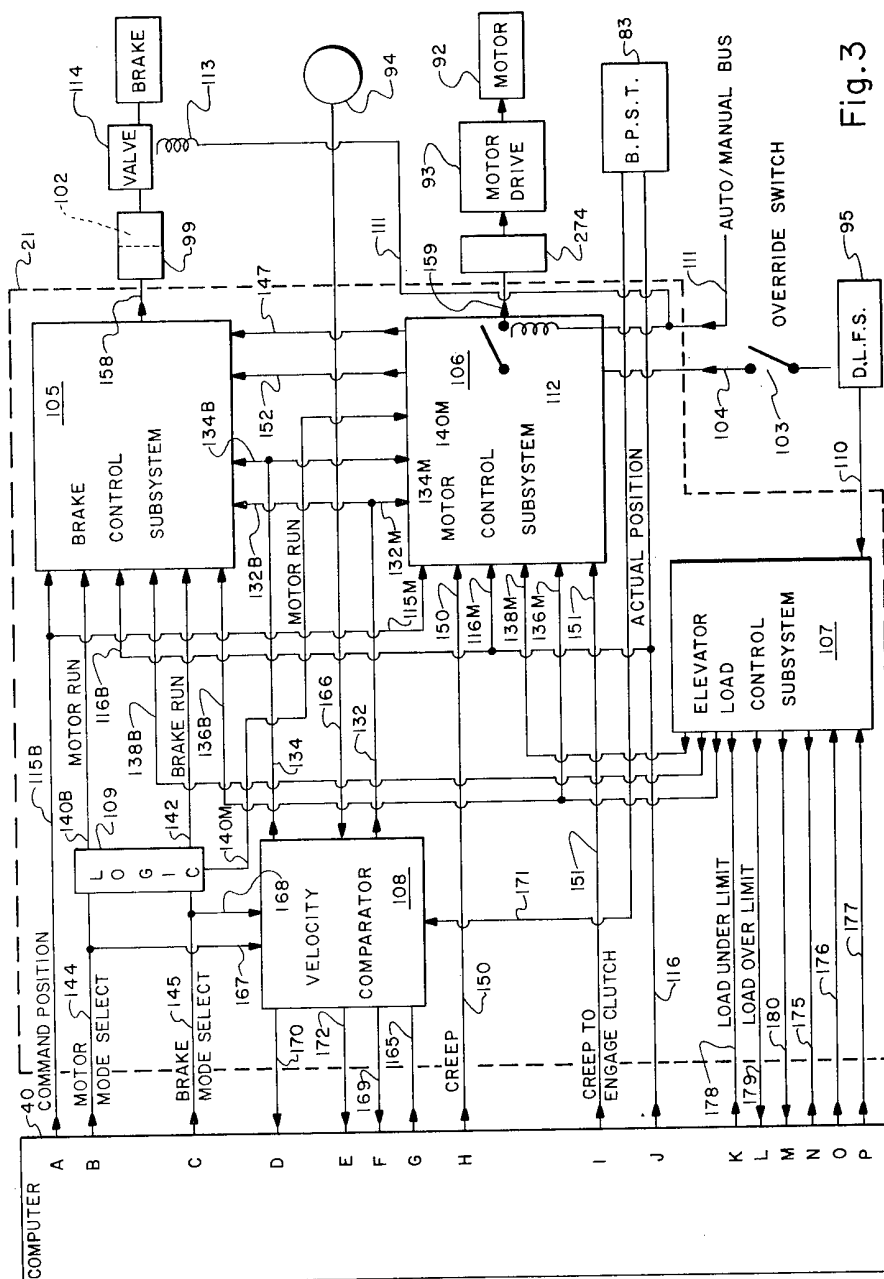 COMPUTER
40
A
B
C
D
E
F
G
H
I
J
K
L
M
N
O
P
COMMAND POSITION
MOTOR 144
MODE SELECT
BRAKE 145
MODE SELECT
170
172
169
165
CREEP
150
CREEP TO
ENGAGE CLUTCH
151
116
178
LOAD UNDER LIMIT
179
LOAD OVER LIMIT
180
175
176
177
115B
140B
MOTOR RUN
109
LOGIC
116B
138B
142
BRAKE RUN
136B
140M
167
168
VELOCITY
COMPARATOR
108
171
134
166
132
MOTOR RUN
132B
134B
152
147
BRAKE
CONTROL
SUBSYSTEM
105
158
115M
132M
150
116M
138M
136M
151
134M
140M
MOTOR
CONTROL
SUBSYSTEM
106
112
159
ACTUAL POSITION
ELEVATOR
LOAD
CONTROL
SUBSYSTEM
107
110
21
99
102
VALVE
114
BRAKE
113
111
94
274
MOTOR
DRIVE
93
MOTOR
92
B.P.S.T.
83
AUTO/MANUAL BUS
111
OVERRIDE SWITCH
104
103
D.L.F.S.
95
Fig.3